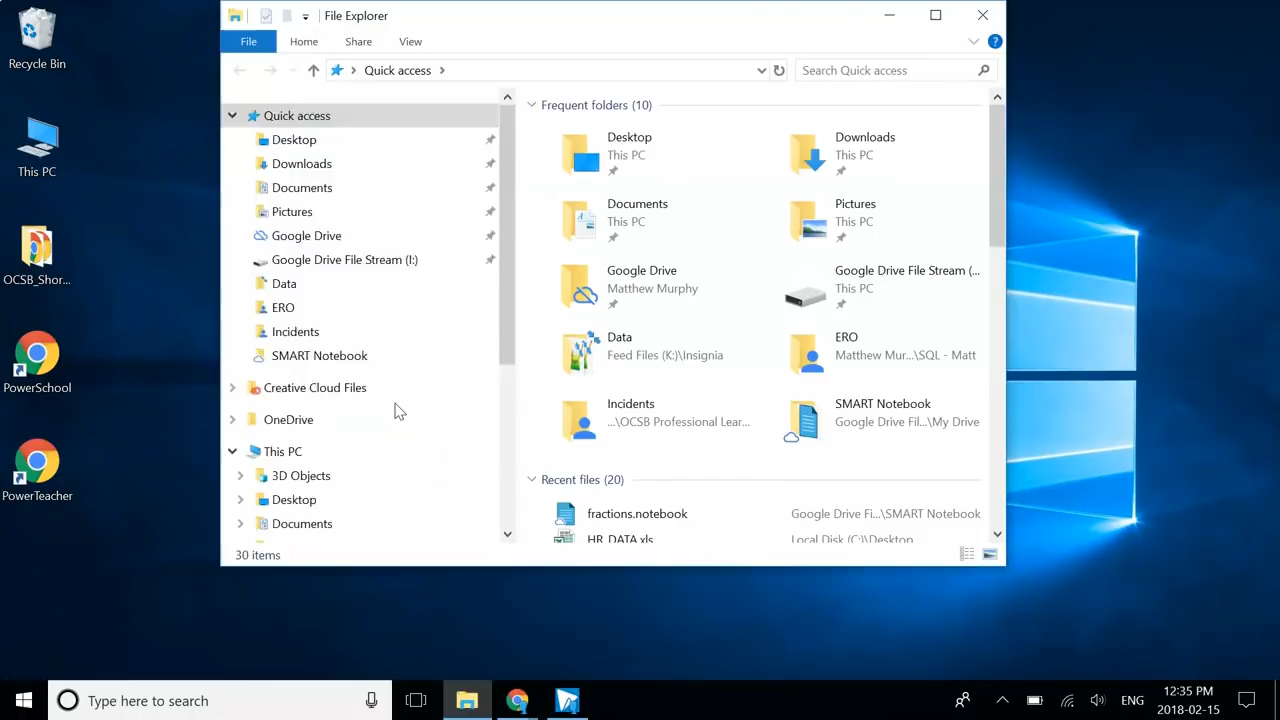 Recycle Bin
This PC
OCSB_Shor...
PowerSchool
PowerTeacher
File Explorer
File
Home
Share
View
?
Quick access
Search Quick access
Quick access
Desktop
Downloads
Documents
Pictures
Google Drive
Google Drive File Stream (I:)
Data
ERO
Incidents
SMART Notebook
Creative Cloud Files
OneDrive
This PC
3D Objects
Desktop
Documents
Frequent folders (10)
Desktop
This PC
Downloads
This PC
Documents
This PC
Pictures
This PC
Google Drive
Matthew Murphy
Google Drive File Stream (...
This PC
Data
Feed Files (K:)\Insignia
ERO
Matthew Mur...\SQL - Matt
Incidents
...\OCSB Professional Lear...
SMART Notebook
Google Drive Fil...\My Drive
Recent files (20)
fractions.notebook
Google Drive Fi...\SMART Notebook
HR_DATA.xls
Local Disk (C:)\Desktop
30 items
Type here to search
ENG
12:35 PM
2018-02-15